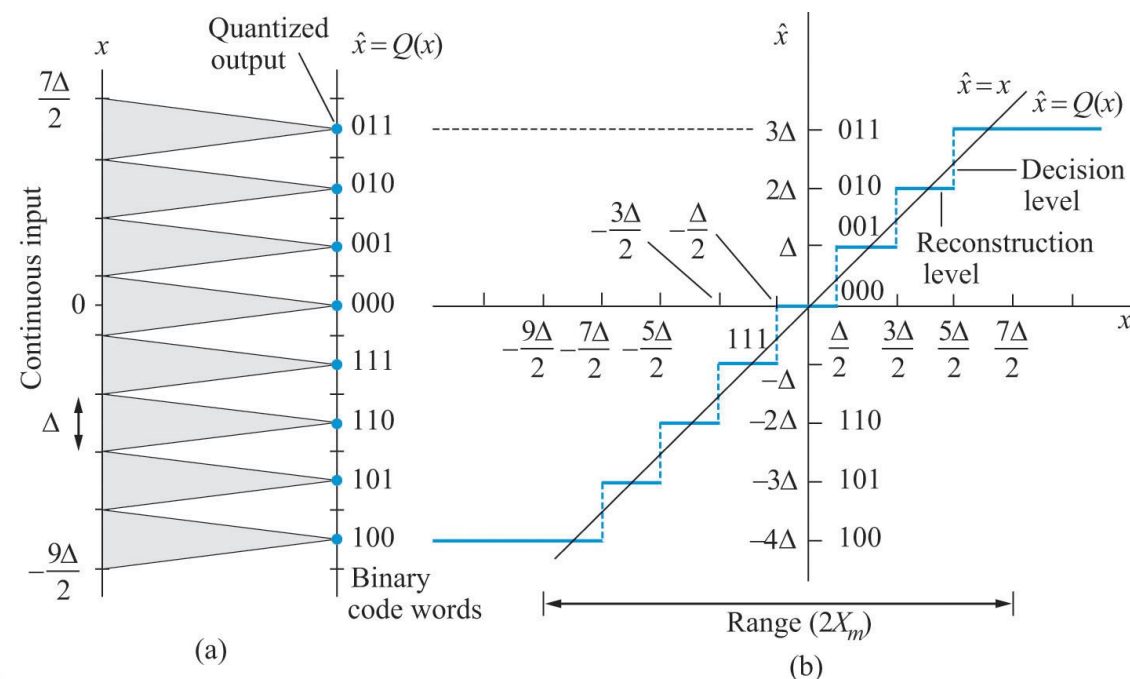 x
Quantized
output
x̂ = Q(x)
7Δ/2
011
010
001
0
000
111
Δ
110
101
100
-9Δ/2
Continuous input
Binary
code words
(a)
x̂
x̂ = x
x̂ = Q(x)
3Δ 011
Decision
level
2Δ 010
-3Δ/2 -Δ/2
Δ 001
Reconstruction
level
000
x
-9Δ/2 -7Δ/2 -5Δ/2 111 Δ/2 3Δ/2 5Δ/2 7Δ/2
-Δ
-2Δ 110
-3Δ 101
-4Δ 100
Range (2Xₘ)
(b)